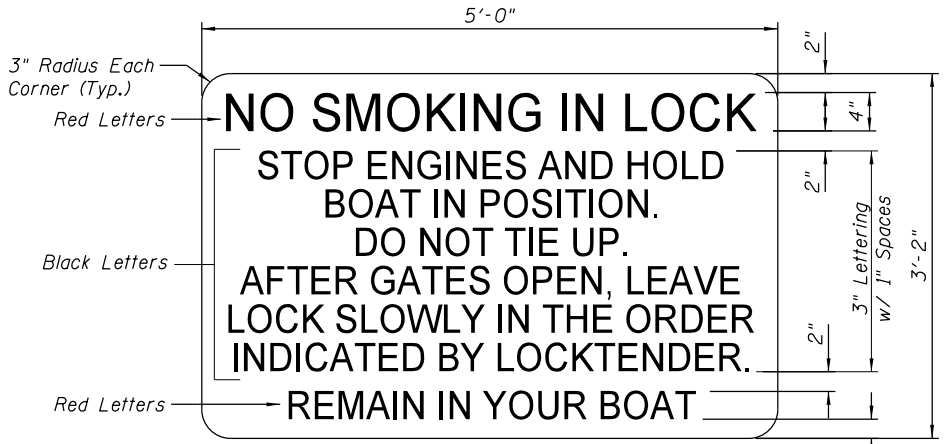 5'-0"
2"
3" Radius Each
Corner (Typ.)
Red Letters
NO SMOKING IN LOCK
4"
STOP ENGINES AND HOLD
BOAT IN POSITION.
DO NOT TIE UP.
AFTER GATES OPEN, LEAVE
LOCK SLOWLY IN THE ORDER
INDICATED BY LOCKTENDER.
Black Letters
2"
3" Lettering
w/ 1" Spaces
3'-2"
2"
Red Letters
REMAIN IN YOUR BOAT